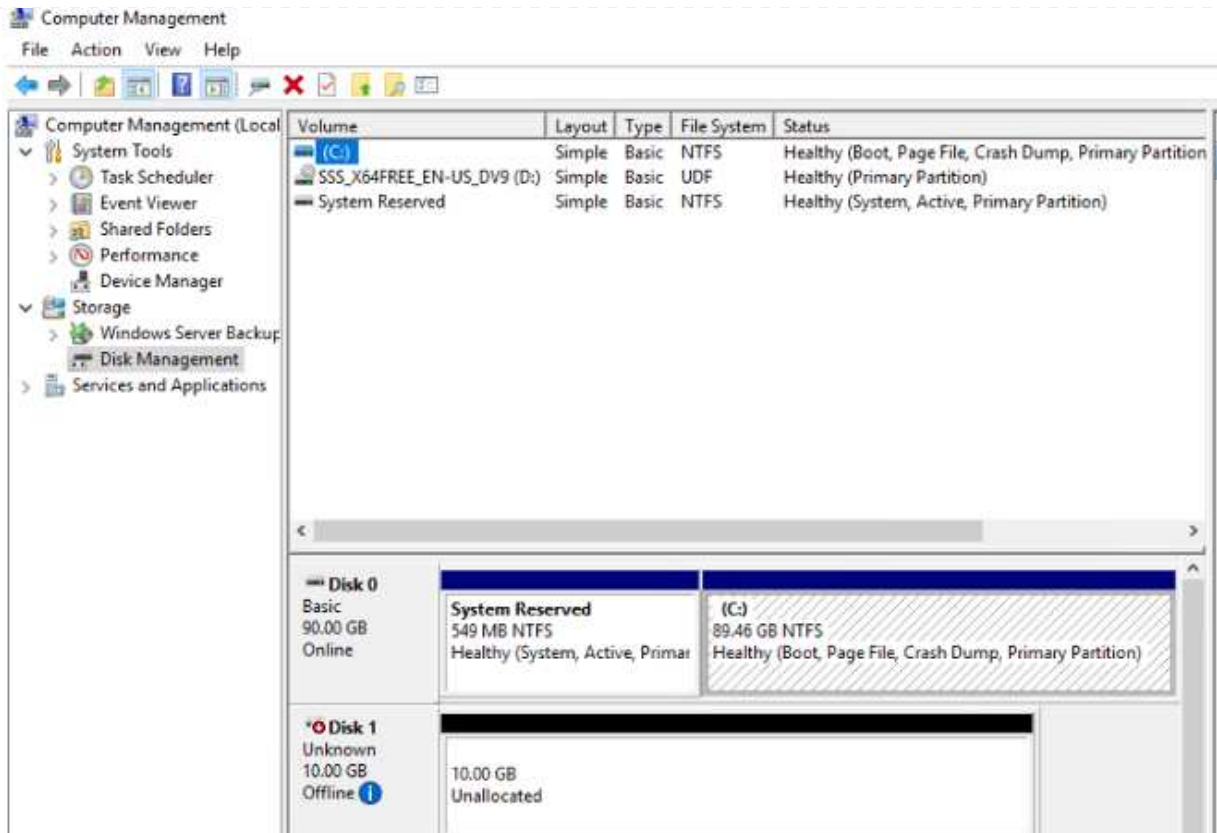 Computer Management
File Action View Help
Computer Management (Local
System Tools
Task Scheduler
Event Viewer
Shared Folders
Performance
Device Manager
Storage
Windows Server Backup
Disk Management
Services and Applications
Volume Layout Type File System Status
(C:) Simple Basic NTFS Healthy (Boot, Page File, Crash Dump, Primary Partition
SSS_X64FREE_EN-US_DV9 (D:) Simple Basic UDF Healthy (Primary Partition)
System Reserved Simple Basic NTFS Healthy (System, Active, Primary Partition)
Disk 0
Basic
90.00 GB
Online
System Reserved
549 MB NTFS
Healthy (System, Active, Primar
(C:)
89.46 GB NTFS
Healthy (Boot, Page File, Crash Dump, Primary Partition)
Disk 1
Unknown
10.00 GB
Offline
10.00 GB
Unallocated